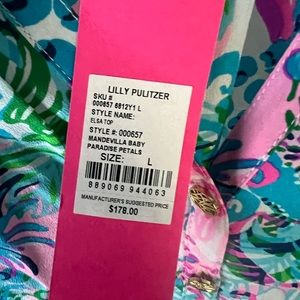 LILLY PULITZER
SKU #
000657 6812Y1 L
STYLE NAME:
ELSA TOP
STYLE #: 000657
MANDEVILLA BABY
PARADISE PETALS
SIZE: L
889069 944063
MANUFACTURER'S SUGGESTED PRICE
$178.00